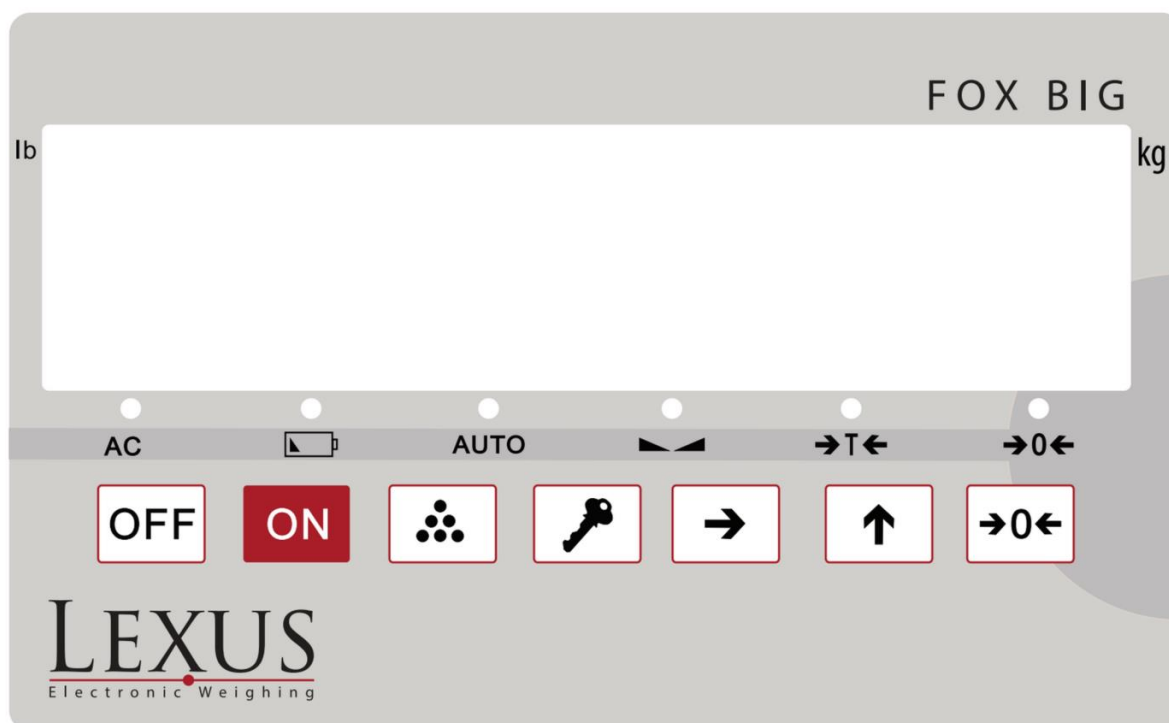 FOX BIG
lb
kg
AC AUTO →T← →0←
OFF ON →0←
LEXUS
Electronic Weighing